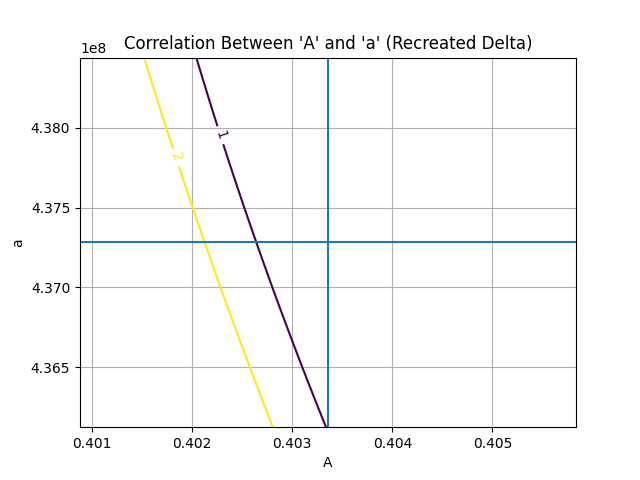 Correlation Between 'A' and 'a' (Recreated Delta)
1e8
4.380
4.375
4.370
4.365
a
1
2
0.401 0.402 0.403 0.404 0.405
A